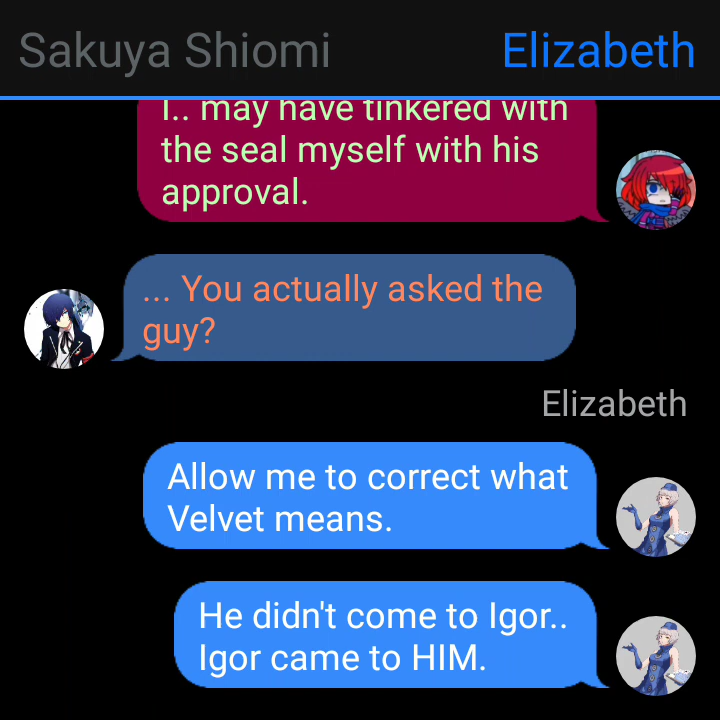 Sakuya Shiomi
Elizabeth
I.. may have tinkered with
the seal myself with his
approval.
... You actually asked the
guy?
Elizabeth
Allow me to correct what
Velvet means.
He didn't come to Igor..
Igor came to HIM.